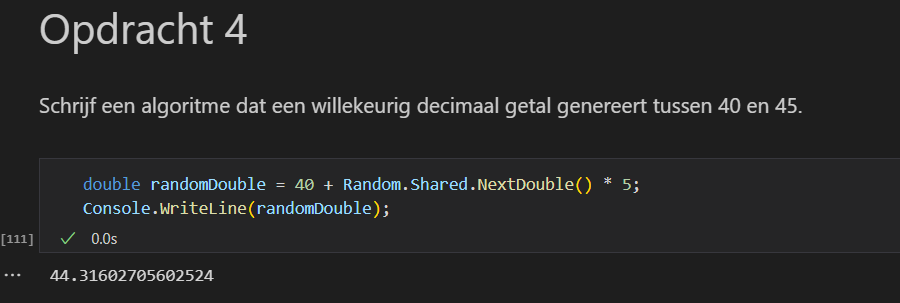 Opdracht 4
Schrijf een algoritme dat een willekeurig decimaal getal genereert tussen 40 en 45.
double randomDouble = 40 + Random.Shared.NextDouble() * 5;
Console.WriteLine(randomDouble);
[111] ✓ 0.0s
... 44.31602705602524